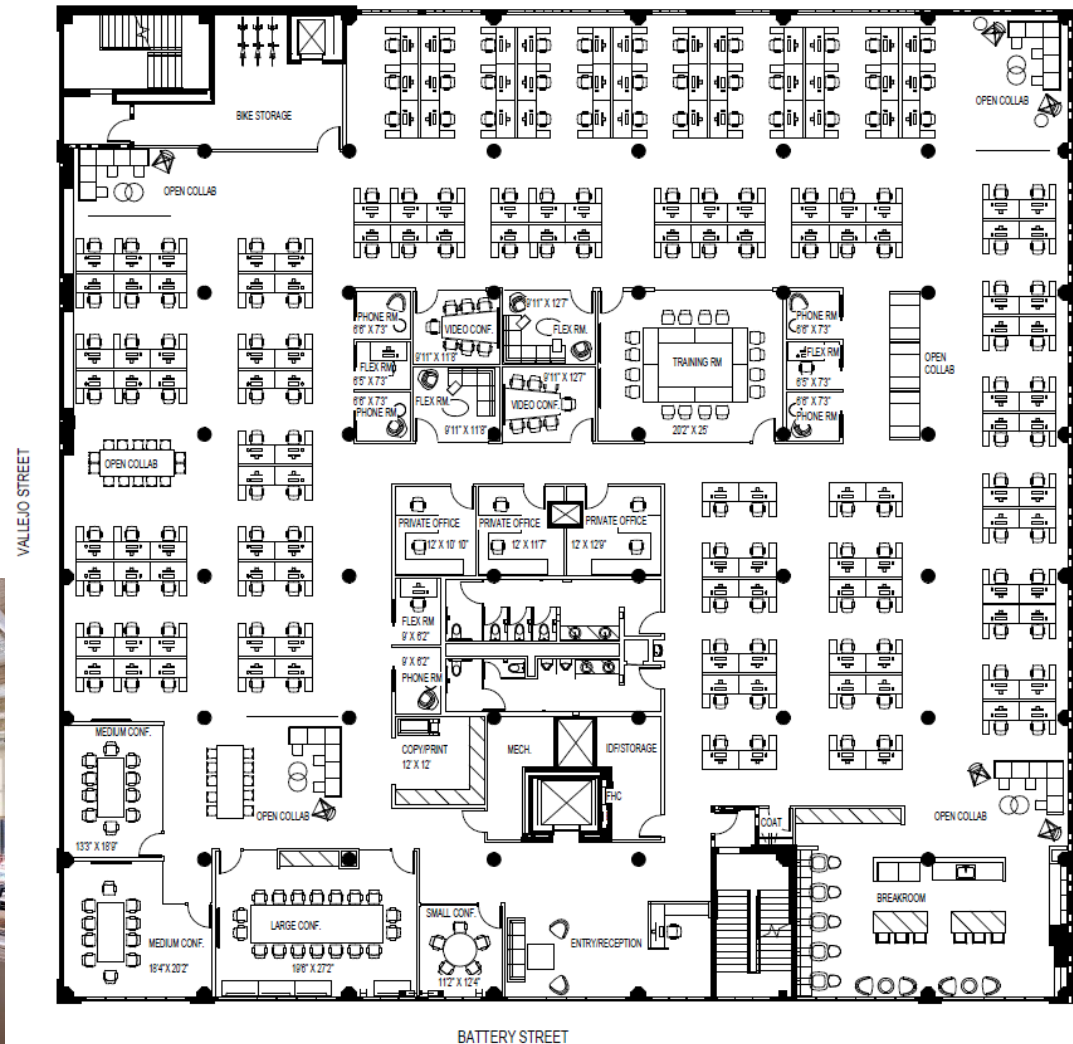 BIKE STORAGE
OPEN COLLAB
OPEN COLLAB
PHONE RM
6'6" X 7'3"
FLEX RM
6'5" X 7'3"
6'6" X 7'3"
PHONE RM
VIDEO CONF.
9'11" X 11'8"
9'11" X 12'7"
FLEX RM.
FLEX RM.
9'11" X 11'8"
9'11" X 12'7"
VIDEO CONF.
TRAINING RM
20'2" X 25'
PHONE RM
6'6" X 7'3"
FLEX RM
6'5" X 7'3"
6'6" X 7'3"
PHONE RM
OPEN
COLLAB
OPEN COLLAB
VALLEJO STREET
PRIVATE OFFICE
12' X 10' 10"
PRIVATE OFFICE
12' X 11'7"
PRIVATE OFFICE
12' X 12'9"
FLEX RM
9' X 6'2"
9' X 6'2"
PHONE RM
COPY/PRINT
12' X 12'
MECH.
IDF/STORAGE
FHC
MEDIUM CONF.
13'3" X 18'9"
OPEN COLLAB
COAT
OPEN COLLAB
MEDIUM CONF.
18'4" X 20'2"
LARGE CONF.
19'6" X 27'2"
SMALL CONF.
11'2" X 12'4"
ENTRY/RECEPTION
BREAKROOM
BATTERY STREET